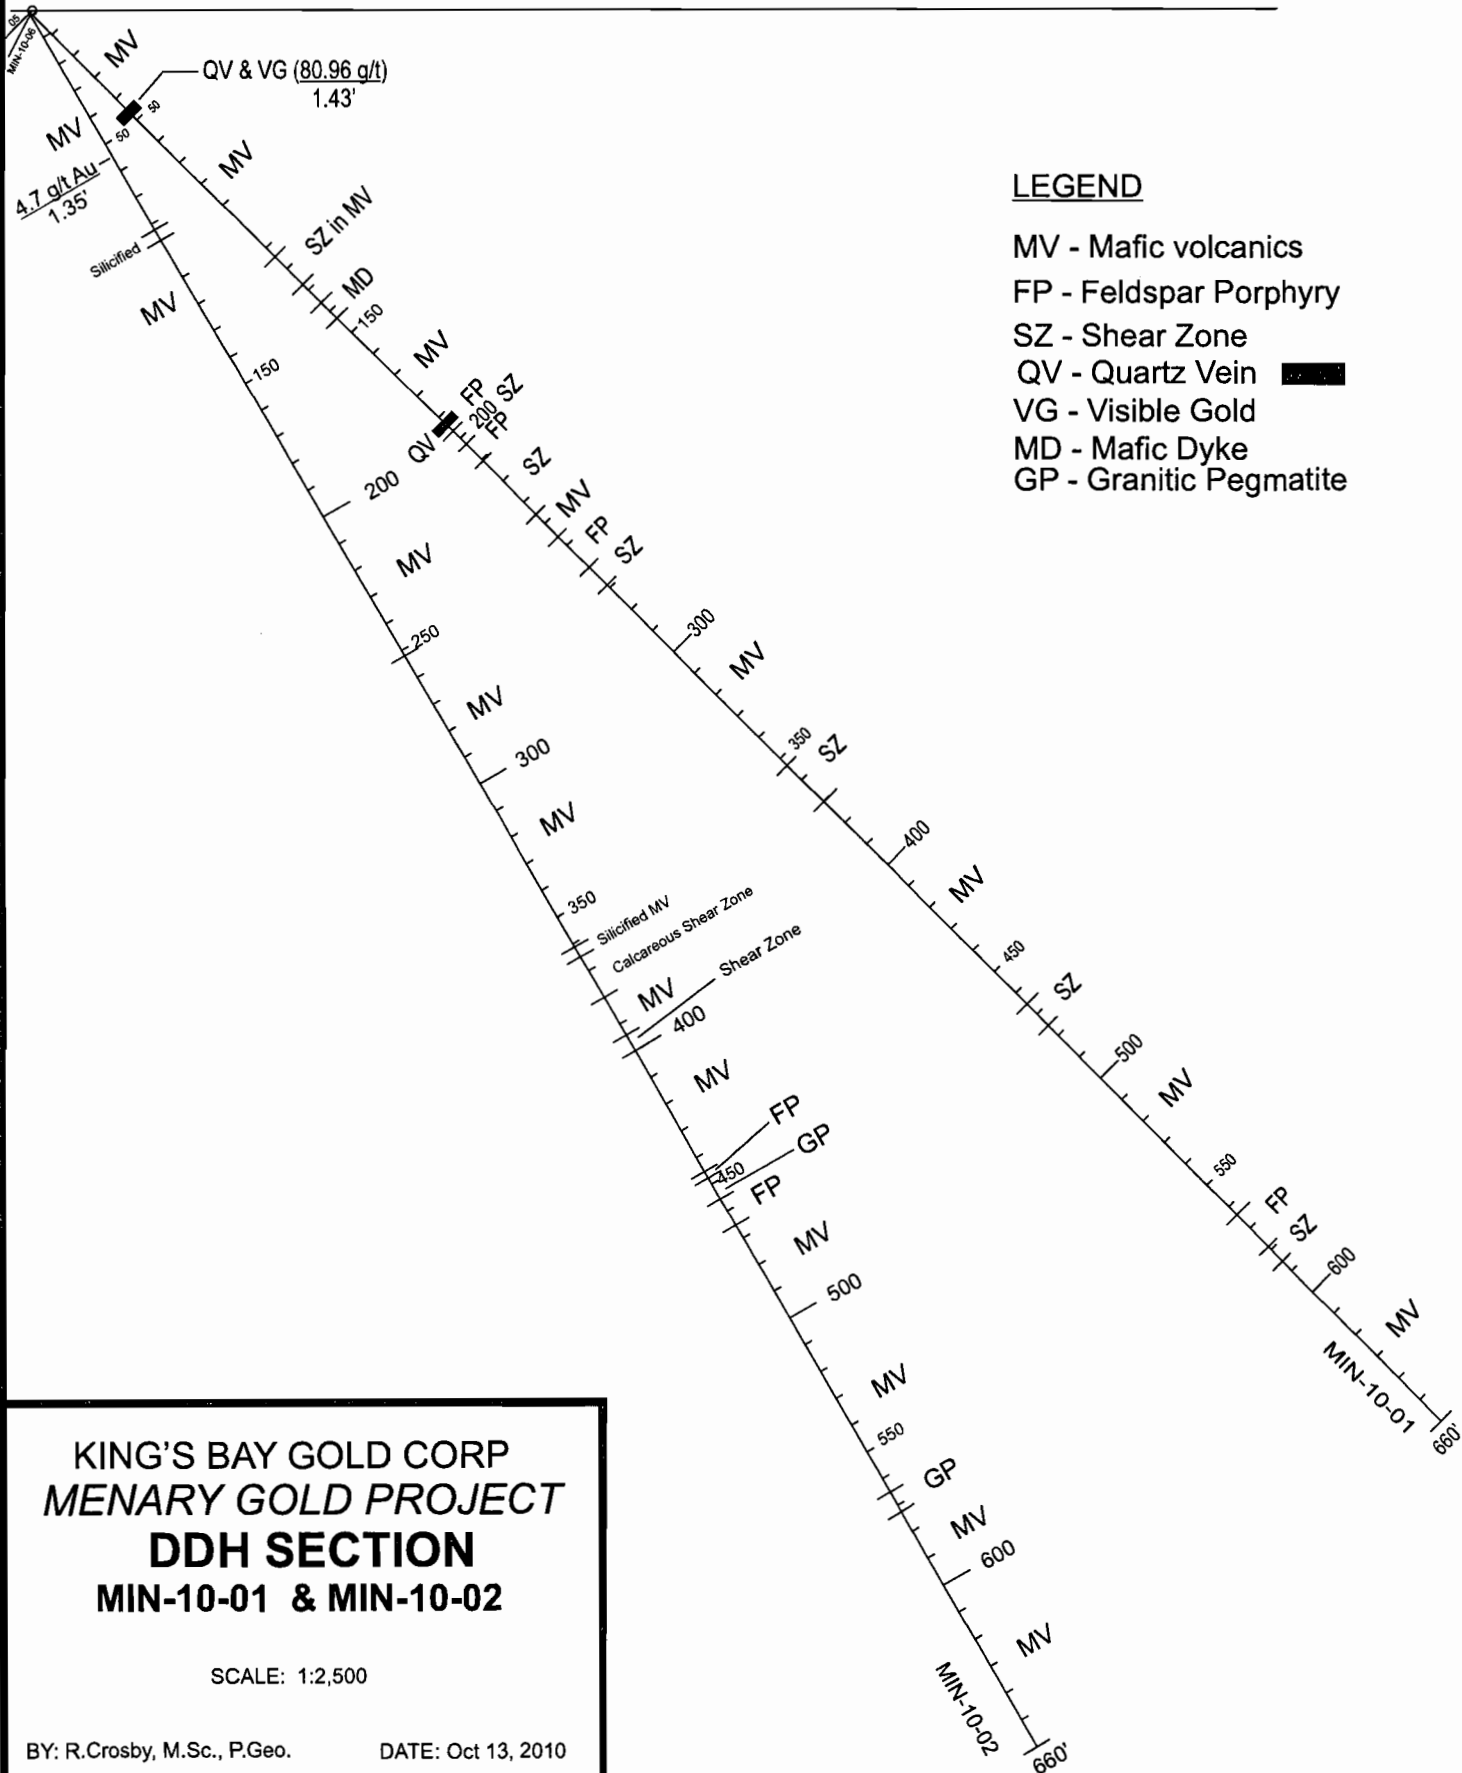 05
MIN-10-06
MV
QV & VG (80.96 g/t)
1.43'
50
MV
50
4.7 g/t Au
1.35'
MV
SZ in MV
Silicified
MV
MD
150
MV
150
FP
SZ
200
FP
QV
200
SZ
MV
FP
SZ
MV
250
300
MV
MV
300
350
SZ
MV
400
350
Silicified MV
Calcareous Shear Zone
Shear Zone
MV
MV
400
450
SZ
MV
500
MV
FP
GP
450
FP
550
FP
SZ
MV
600
500
MV
MIN-10-01
660'
MV
550
GP
MV
600
MV
MIN-10-02
660'
LEGEND
MV - Mafic volcanics
FP - Feldspar Porphyry
SZ - Shear Zone
QV - Quartz Vein
VG - Visible Gold
MD - Mafic Dyke
GP - Granitic Pegmatite
KING'S BAY GOLD CORP
MENARY GOLD PROJECT
DDH SECTION
MIN-10-01 & MIN-10-02
SCALE: 1:2,500
BY: R.Crosby, M.Sc., P.Geo.
DATE: Oct 13, 2010